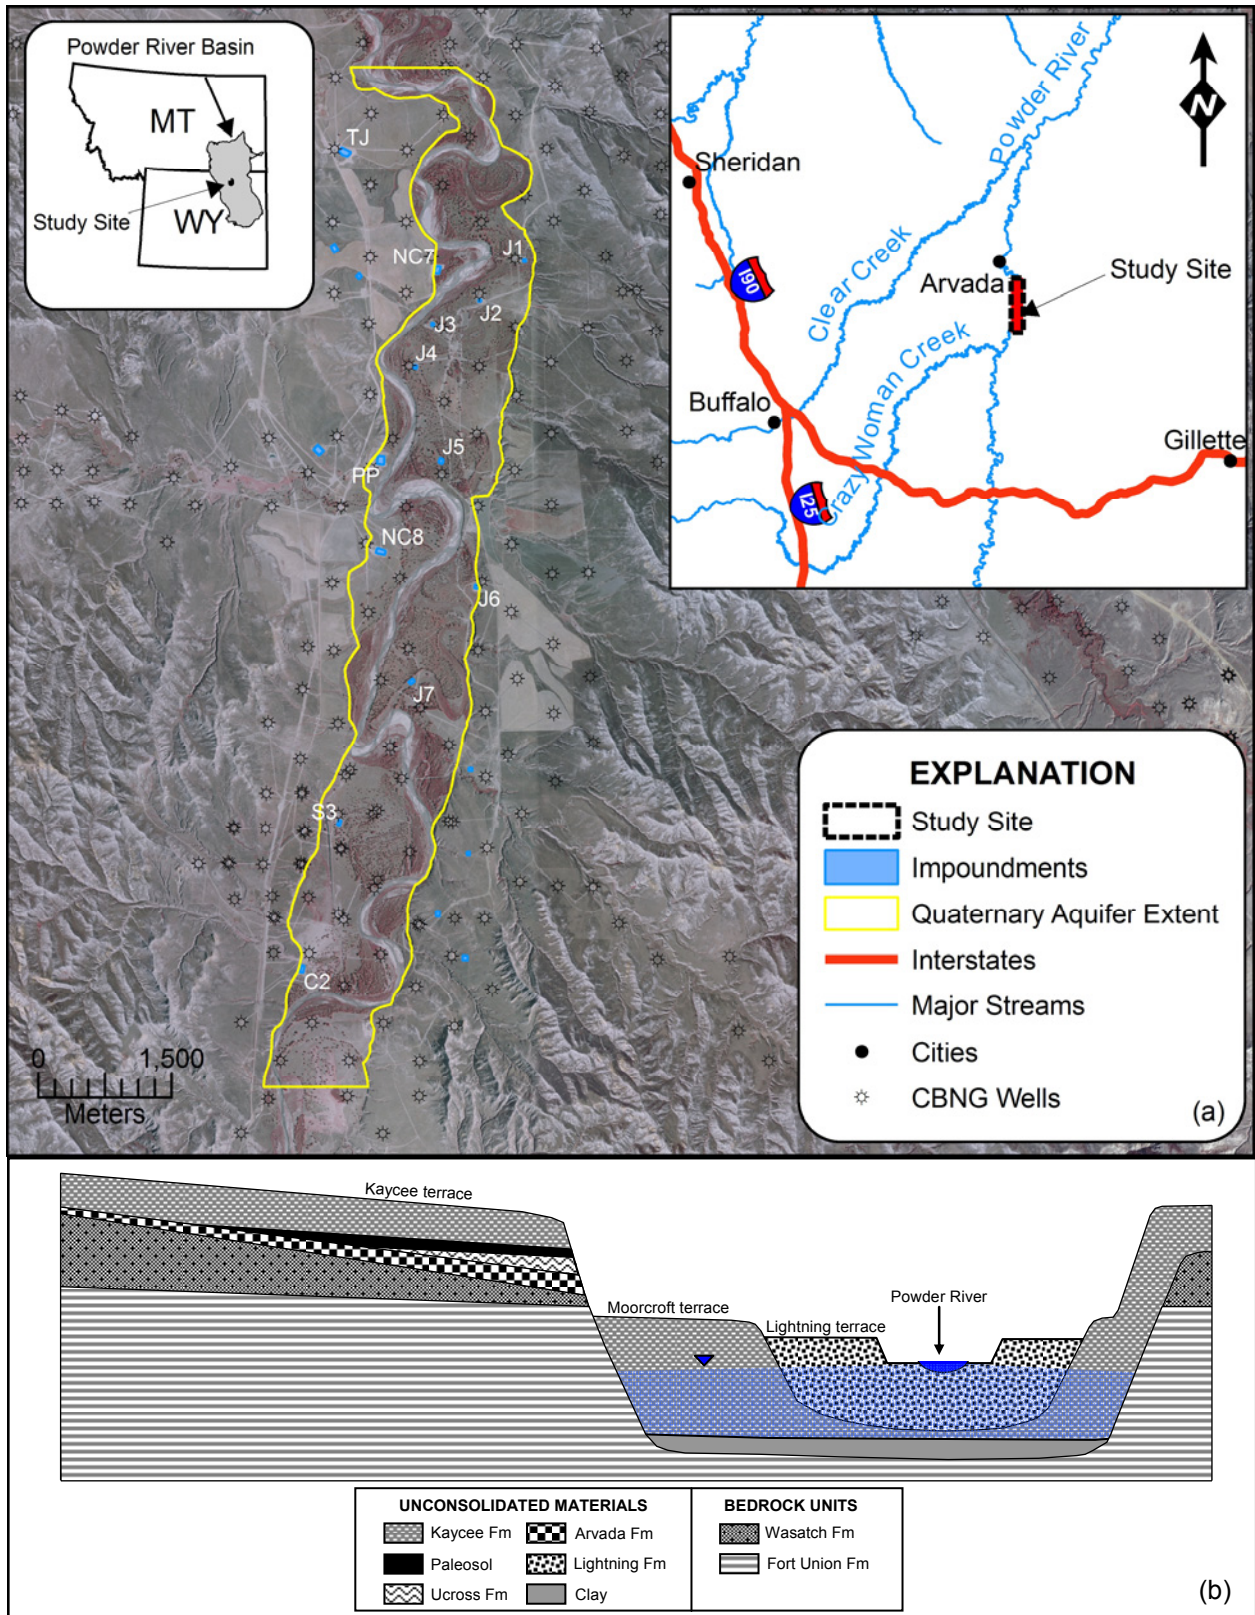 Powder River Basin
MT
Study Site
WY
TJ
NC7
J1
J2
J3
J4
J5
PP
NC8
J6
J7
S3
C2
0 1,500
Meters
Sheridan
Powder River
N
I90
Clear Creek
Arvada
Study Site
Crazy Woman Creek
Buffalo
Gillette
I25
EXPLANATION
Study Site
Impoundments
Quaternary Aquifer Extent
Interstates
Major Streams
Cities
CBNG Wells
(a)
Kaycee terrace
Moorcroft terrace
Lightning terrace
Powder River
UNCONSOLIDATED MATERIALS
Kaycee Fm
Arvada Fm
Paleosol
Lightning Fm
Ucross Fm
Clay
BEDROCK UNITS
Wasatch Fm
Fort Union Fm
(b)